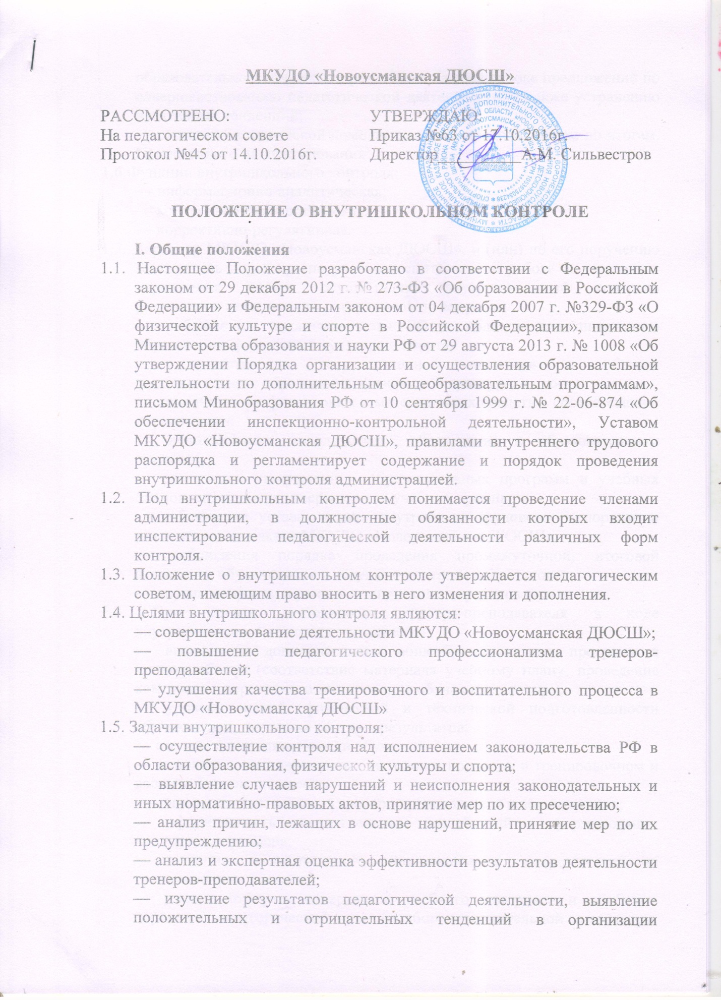 МКУДО «Новоусманская ДЮСШ»
РАССМОТРЕНО:
На педагогическом совете
Протокол №45 от 14.10.2016г.
УТВЕРЖДАЮ:
Приказ №63 от 17.10.2016г.
Директор __________А.М. Сильвестров
ПОЛОЖЕНИЕ О ВНУТРИШКОЛЬНОМ КОНТРОЛЕ
I. Общие положения
1.1. Настоящее Положение разработано в соответствии с Федеральным
законом от 29 декабря 2012 г. № 273-ФЗ «Об образовании в Российской
Федерации» и Федеральным законом от 04 декабря 2007 г. №329-ФЗ «О
физической культуре и спорте в Российской Федерации», приказом
Министерства образования и науки РФ от 29 августа 2013 г. № 1008 «Об
утверждении Порядка организации и осуществления образовательной
деятельности по дополнительным общеобразовательным программам»,
письмом Минобразования РФ от 10 сентября 1999 г. № 22-06-874 «Об
обеспечении инспекционно-контрольной деятельности», Уставом
МКУДО «Новоусманская ДЮСШ», правилами внутреннего трудового
распорядка и регламентирует содержание и порядок проведения
внутришкольного контроля администрацией.
1.2. Под внутришкольным контролем понимается проведение членами
администрации, в должностные обязанности которых входит
инспектирование педагогической деятельности различных форм
контроля.
1.3. Положение о внутришкольном контроле утверждается педагогическим
советом, имеющим право вносить в него изменения и дополнения.
1.4. Целями внутришкольного контроля являются:
— совершенствование деятельности МКУДО «Новоусманская ДЮСШ»;
— повышение педагогического профессионализма тренеров-
преподавателей;
— улучшения качества тренировочного и воспитательного процесса в
МКУДО «Новоусманская ДЮСШ»
1.5. Задачи внутришкольного контроля:
— осуществление контроля над исполнением законодательства РФ в
области образования, физической культуры и спорта;
— выявление случаев нарушений и неисполнения законодательных и
иных нормативно-правовых актов, принятие мер по их пресечению;
— анализ причин, лежащих в основе нарушений, принятие мер по их
предупреждению;
— анализ и экспертная оценка эффективности результатов деятельности
тренеров-преподавателей;
— изучение результатов педагогической деятельности, выявление
положительных и отрицательных тенденций в организации